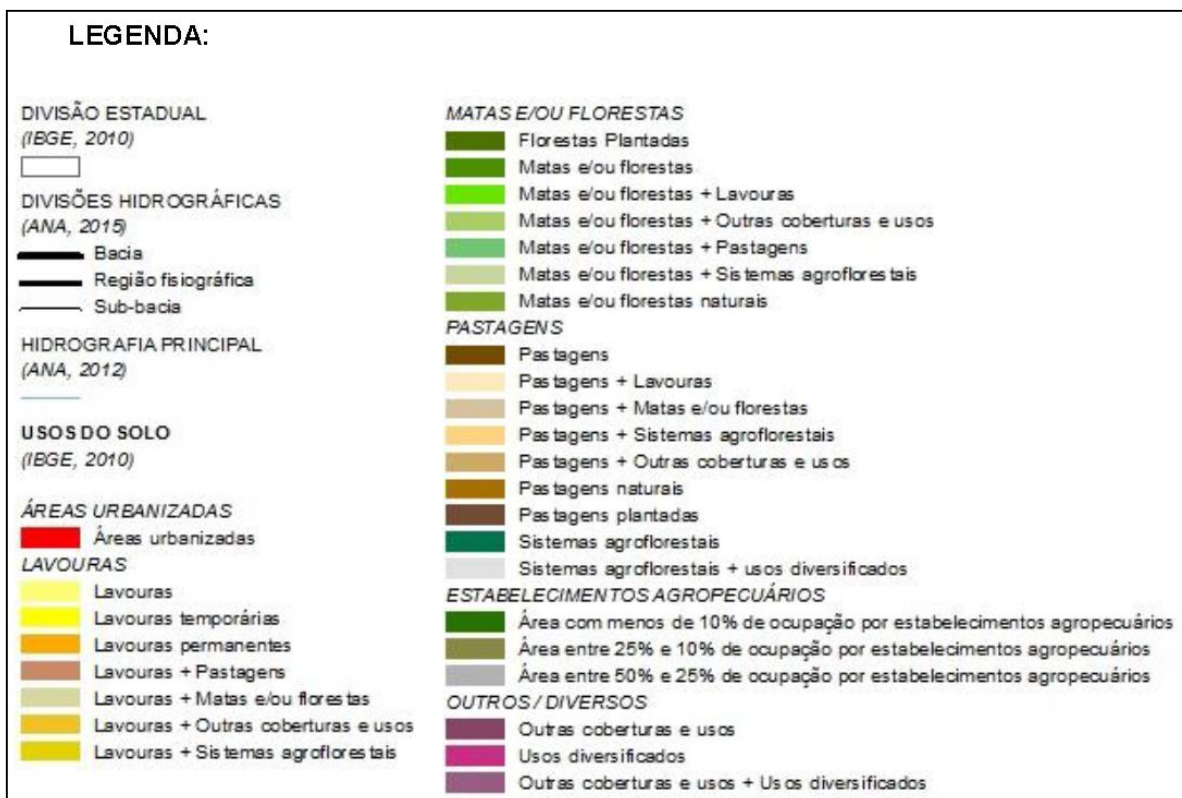 LEGENDA:
DIVISÃO ESTADUAL
(IBGE, 2010)
DIVISÕES HIDROGRÁFICAS
(ANA, 2015)
Bacia
Região fisiográfica
Sub-bacia
HIDROGRAFIA PRINCIPAL
(ANA, 2012)
USOS DO SOLO
(IBGE, 2010)
ÁREAS URBANIZADAS
Áreas urbanizadas
LAVOURAS
Lavouras
Lavouras temporárias
Lavouras permanentes
Lavouras + Pastagens
Lavouras + Matas e/ou florestas
Lavouras + Outras coberturas e usos
Lavouras + Sistemas agroflorestais
MATAS E/OU FLORESTAS
Florestas Plantadas
Matas e/ou florestas
Matas e/ou florestas + Lavouras
Matas e/ou florestas + Outras coberturas e usos
Matas e/ou florestas + Pastagens
Matas e/ou florestas + Sistemas agroflorestais
Matas e/ou florestas naturais
PASTAGENS
Pastagens
Pastagens + Lavouras
Pastagens + Matas e/ou florestas
Pastagens + Sistemas agroflorestais
Pastagens + Outras coberturas e usos
Pastagens naturais
Pastagens plantadas
Sistemas agroflorestais
Sistemas agroflorestais + usos diversificados
ESTABELECIMENTOS AGROPECUÁRIOS
Área com menos de 10% de ocupação por estabelecimentos agropecuários
Área entre 25% e 10% de ocupação por estabelecimentos agropecuários
Área entre 50% e 25% de ocupação por estabelecimentos agropecuários
OUTROS / DIVERSOS
Outras coberturas e usos
Usos diversificados
Outras coberturas e usos + Usos diversificados